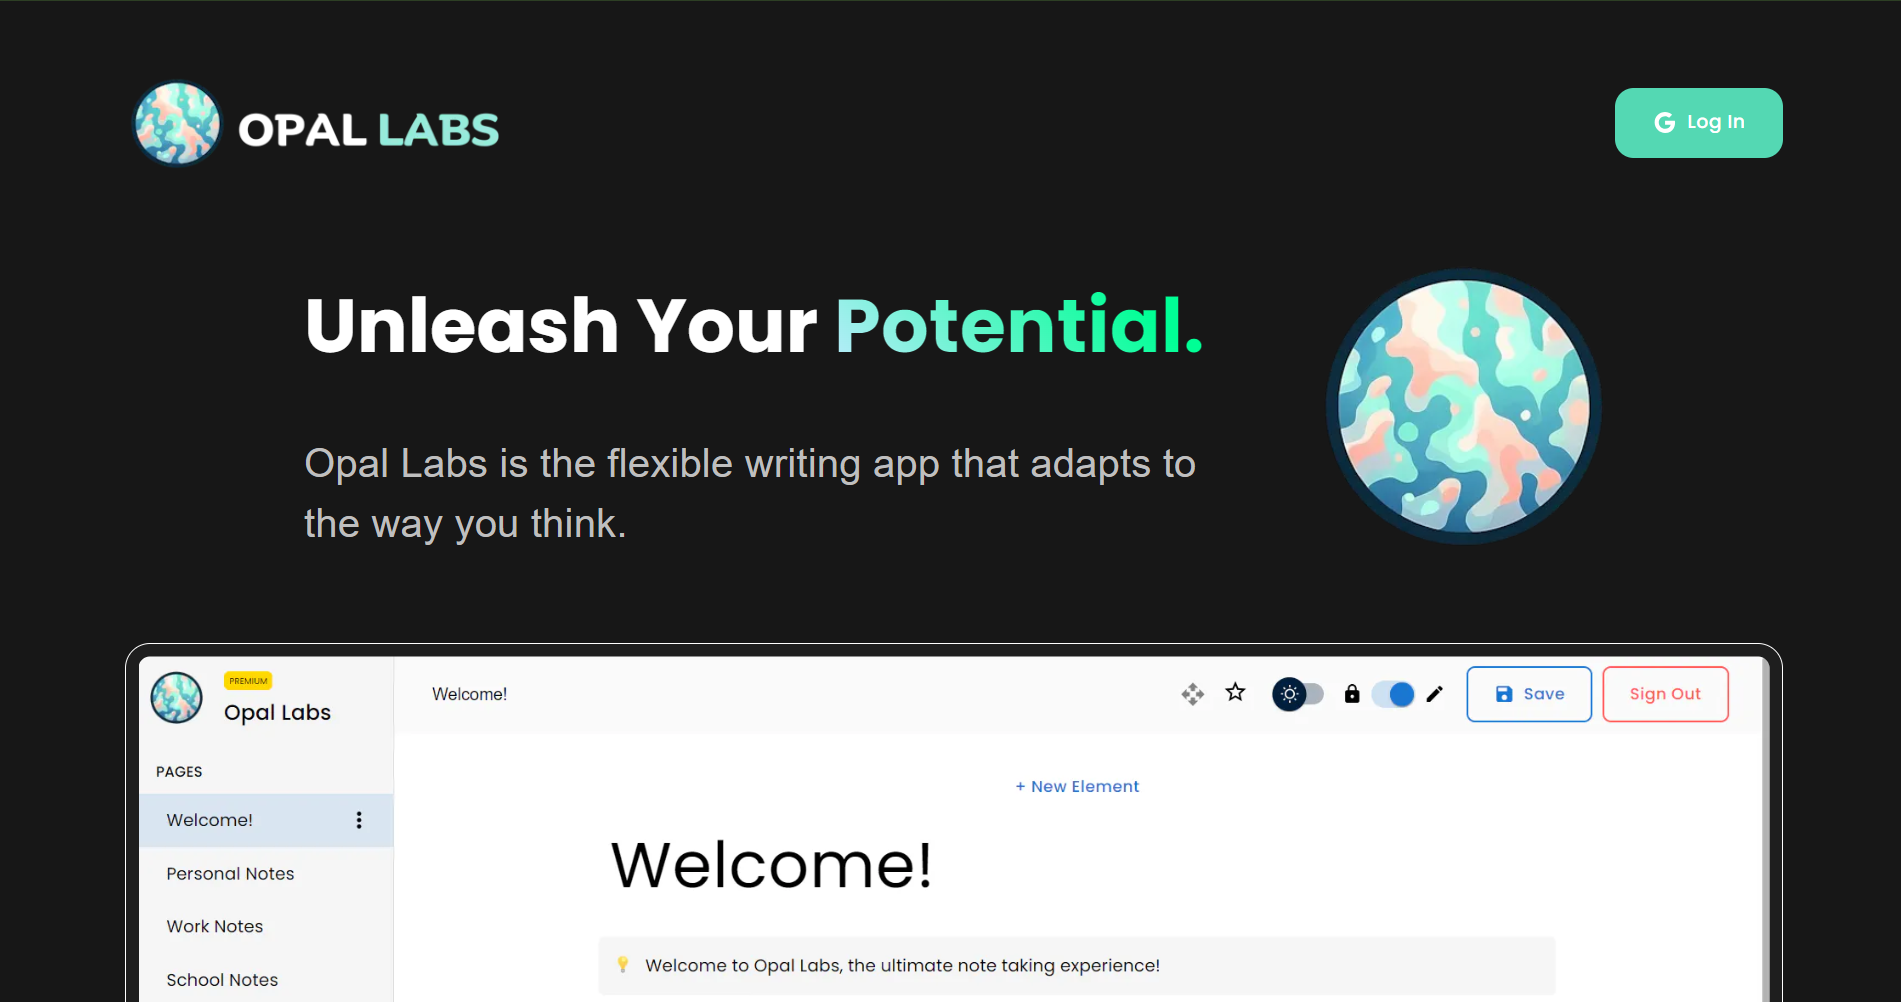 OPAL LABS
Log In
Unleash Your Potential.
Opal Labs is the flexible writing app that adapts to
the way you think.
PREMIUM
Opal Labs
Welcome!
Save
Sign Out
PAGES
Welcome!
Personal Notes
Work Notes
School Notes
+ New Element
Welcome!
Welcome to Opal Labs, the ultimate note taking experience!